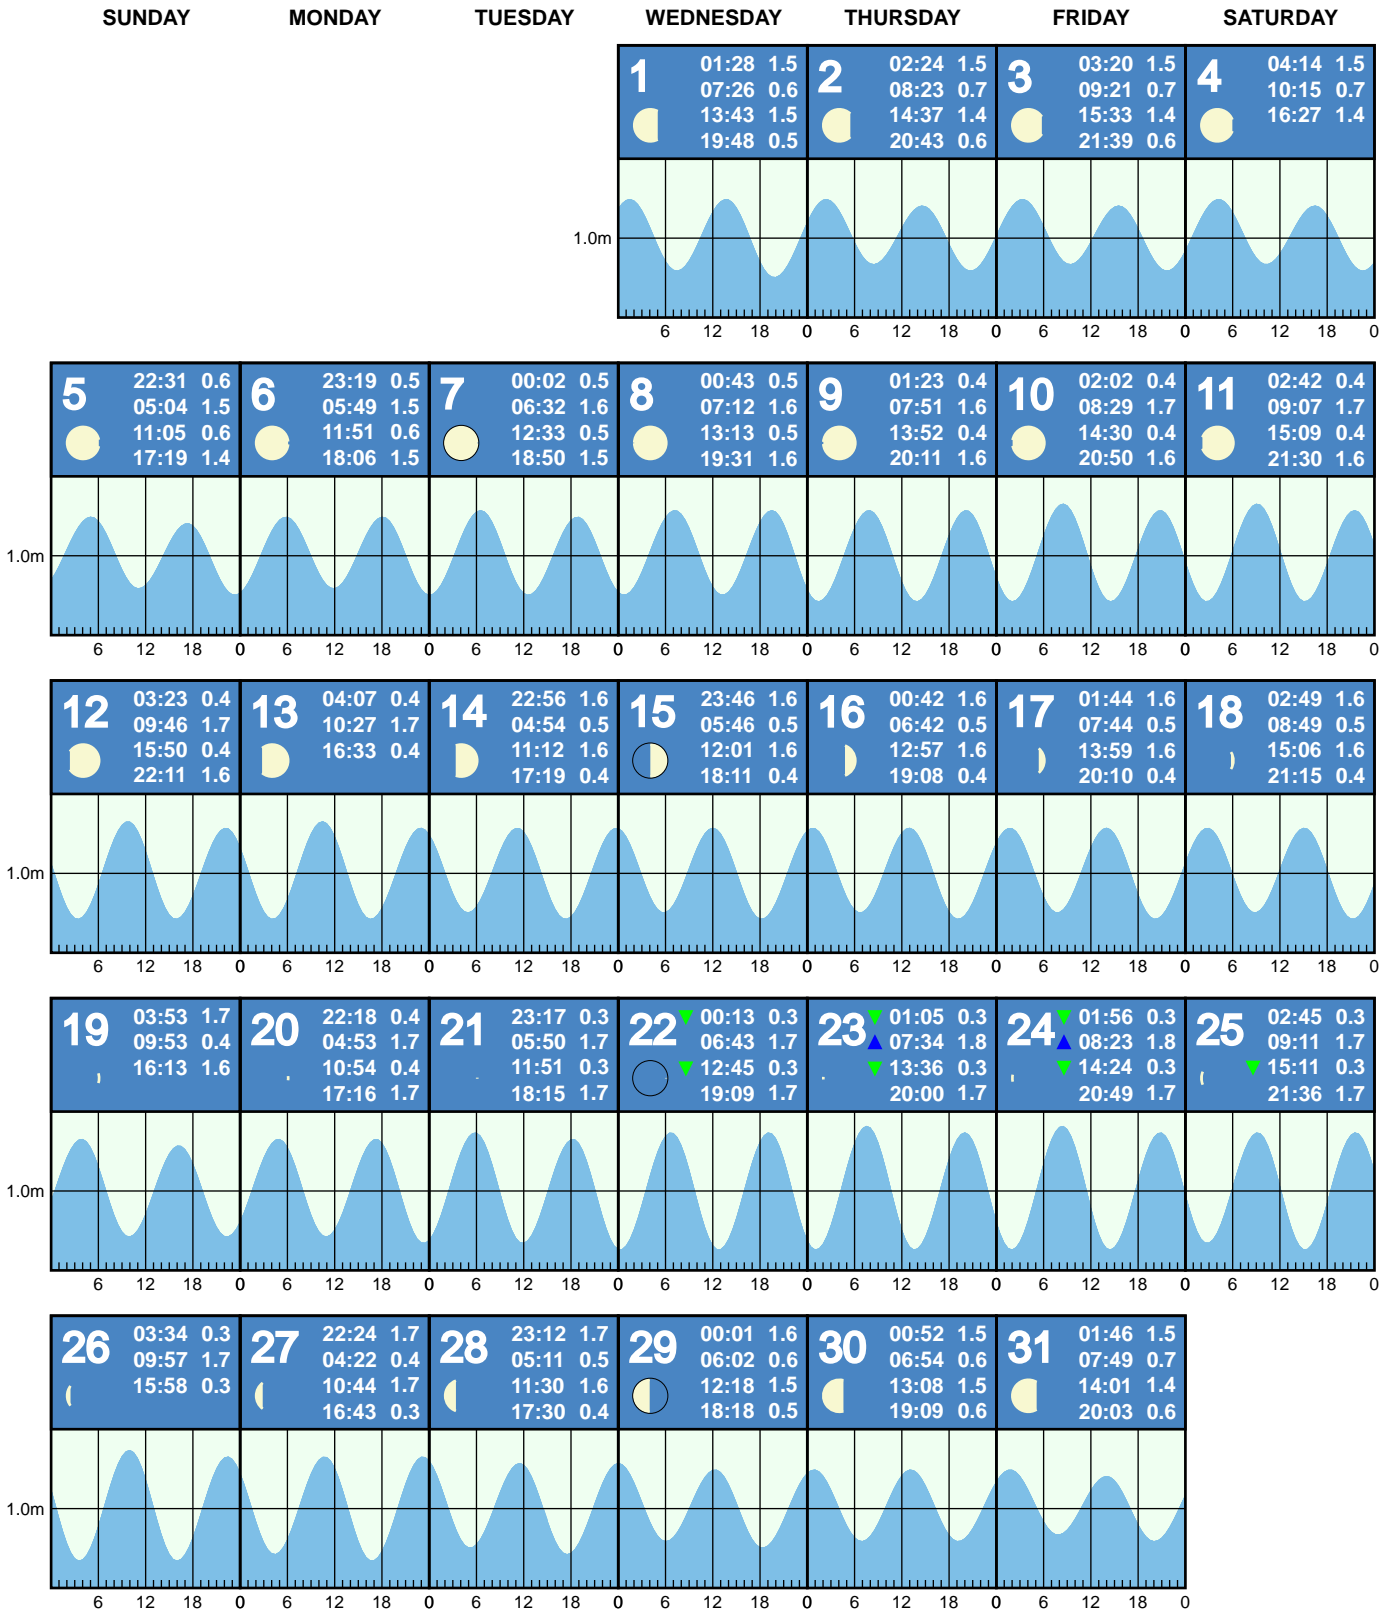 SUNDAY MONDAY TUESDAY WEDNESDAY THURSDAY FRIDAY SATURDAY
1 01:28 1.5
07:26 0.6
13:43 1.5
19:48 0.5
2 02:24 1.5
08:23 0.7
14:37 1.4
20:43 0.6
3 03:20 1.5
09:21 0.7
15:33 1.4
21:39 0.6
4 04:14 1.5
10:15 0.7
16:27 1.4
1.0m
6 12 18 0 6 12 18 0 0 6 12 18 0 6 12 18 0
5 22:31 0.6
05:04 1.5
11:05 0.6
17:19 1.4
6 23:19 0.5
05:49 1.5
11:51 0.6
18:06 1.5
7 00:02 0.5
06:32 1.6
12:33 0.5
18:50 1.5
8 00:43 0.5
07:12 1.6
13:13 0.5
19:31 1.6
9 01:23 0.4
07:51 1.6
13:52 0.4
20:11 1.6
10 02:02 0.4
08:29 1.7
14:30 0.4
20:50 1.6
11 02:42 0.4
09:07 1.7
15:09 0.4
21:30 1.6
1.0m
6 12 18 0 6 12 18 0 6 12 18 0 6 12 18 0 6 12 18 0 6 12 18 0 6 12 18 0
12 03:23 0.4
09:46 1.7
15:50 0.4
22:11 1.6
13 04:07 0.4
10:27 1.7
16:33 0.4
14 22:56 1.6
04:54 0.5
11:12 1.6
17:19 0.4
15 23:46 1.6
05:46 0.5
12:01 1.6
18:11 0.4
16 00:42 1.6
06:42 0.5
12:57 1.6
19:08 0.4
17 01:44 1.6
07:44 0.5
13:59 1.6
20:10 0.4
18 02:49 1.6
08:49 0.5
15:06 1.6
21:15 0.4
1.0m
6 12 18 0 6 12 18 0 6 12 18 0 6 12 18 0 6 12 18 0 6 12 18 0 6 12 18 0
19 03:53 1.7
09:53 0.4
16:13 1.6
20 22:18 0.4
04:53 1.7
10:54 0.4
17:16 1.7
21 23:17 0.3
05:50 1.7
11:51 0.3
18:15 1.7
22 00:13 0.3
06:43 1.7
12:45 0.3
19:09 1.7
23 01:05 0.3
07:34 1.8
13:36 0.3
20:00 1.7
24 01:56 0.3
08:23 1.8
14:24 0.3
20:49 1.7
25 02:45 0.3
09:11 1.7
15:11 0.3
21:36 1.7
1.0m
6 12 18 0 6 12 18 0 6 12 18 0 6 12 18 0 6 12 18 0 6 12 18 0 6 12 18 0
26 03:34 0.3
09:57 1.7
15:58 0.3
27 22:24 1.7
04:22 0.4
10:44 1.7
16:43 0.3
28 23:12 1.7
05:11 0.5
11:30 1.6
17:30 0.4
29 00:01 1.6
06:02 0.6
12:18 1.5
18:18 0.5
30 00:52 1.5
06:54 0.6
13:08 1.5
19:09 0.6
31 01:46 1.5
07:49 0.7
14:01 1.4
20:03 0.6
1.0m
6 12 18 0 6 12 18 0 6 12 18 0 6 12 18 0 6 12 18 0 6 12 18 0